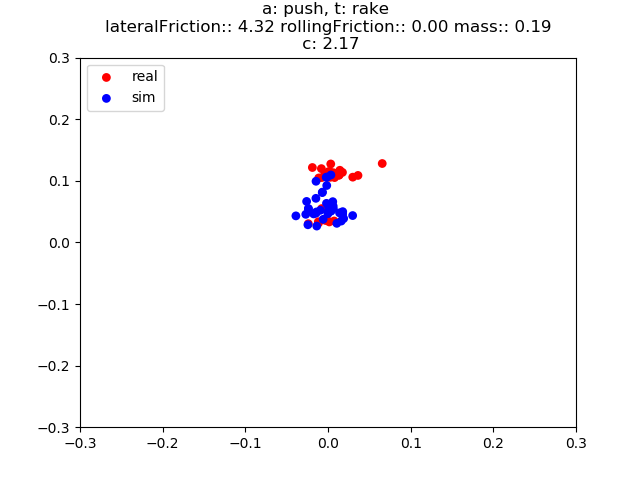 a: push, t: rake
lateralFriction:: 4.32 rollingFriction:: 0.00 mass:: 0.19
c: 2.17
real
sim
0.3
0.2
0.1
0.0
−0.1
−0.2
−0.3
−0.3 −0.2 −0.1 0.0 0.1 0.2 0.3